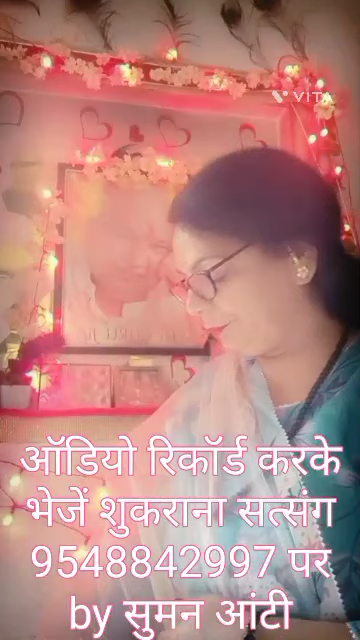 VITA
ऑडियो रिकॉर्ड करके
भेजें शुकराना सत्संग
9548842997 पर
by सुमन आंटी